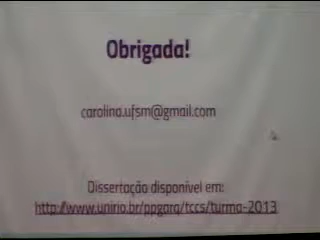 Obrigada!
carolina.ufsm@gmail.com
Dissertação disponível em:
http://www.unirio.br/ppgarq/tccs/turma-2013